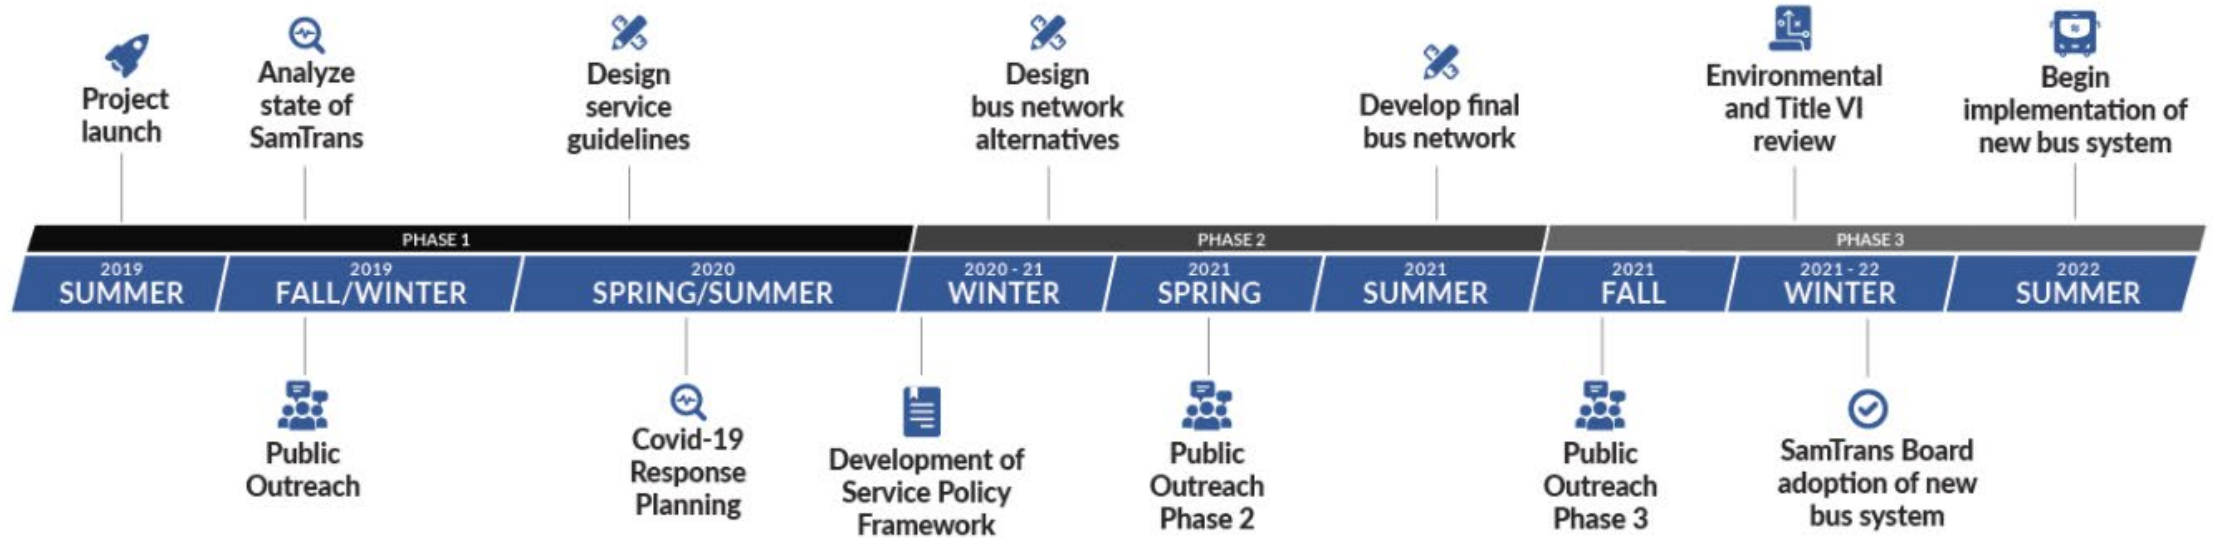 Project
launch
Analyze
state of
SamTrans
Design
service
guidelines
Design
bus network
alternatives
Develop final
bus network
Environmental
and Title VI
review
Begin
implementation of
new bus system
PHASE 1
PHASE 2
PHASE 3
2019
SUMMER
2019
FALL/WINTER
2020
SPRING/SUMMER
2020 - 21
WINTER
2021
SPRING
2021
SUMMER
2021
FALL
2021 - 22
WINTER
2022
SUMMER
Public
Outreach
Covid-19
Response
Planning
Development of
Service Policy
Framework
Public
Outreach
Phase 2
Public
Outreach
Phase 3
SamTrans Board
adoption of new
bus system